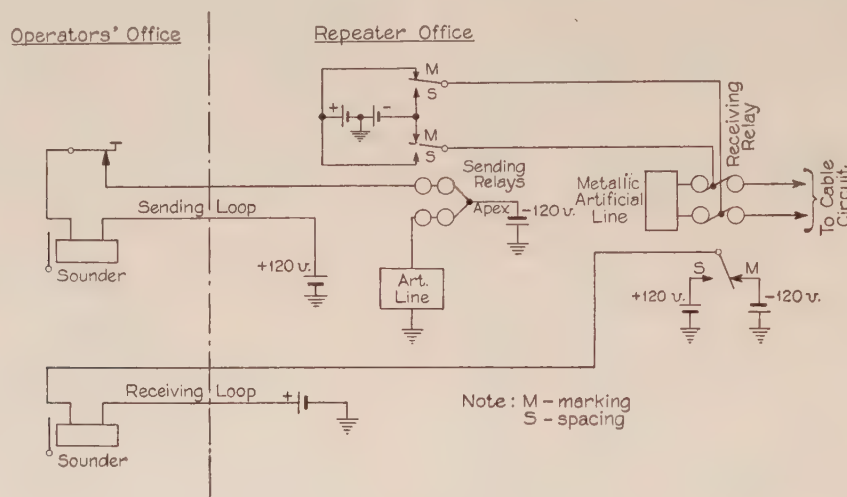 Operators' Office
Repeater Office
M
S
+
-
M
S
Receiving
Relay
Sending
Relays
Metallic
Artificial
Line
To Cable
Circuit.
Sending Loop
Apex
-120 v.
Sounder
+120 v.
Art.
Line
S
M
+120 v.
-120 v.
Receiving Loop
+
Note: M - marking
S - spacing
Sounder